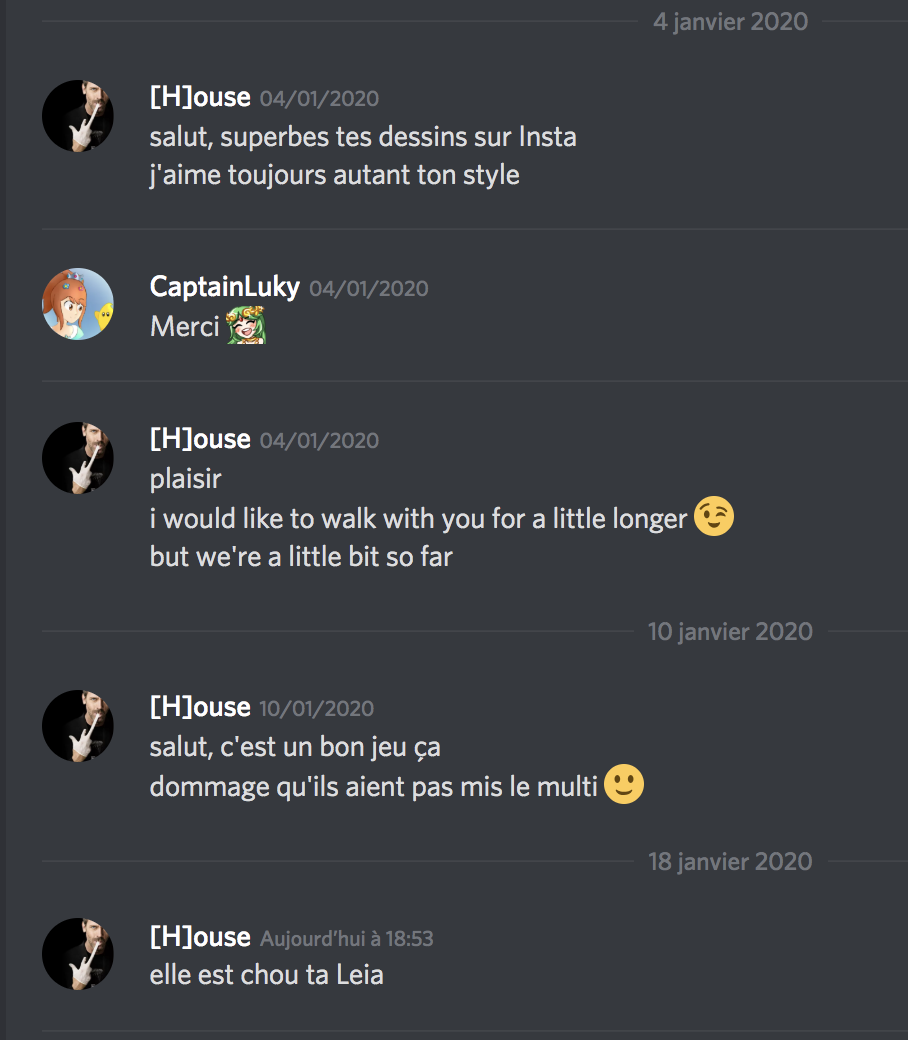 4 janvier 2020
[H]ouse 04/01/2020
salut, superbes tes dessins sur Insta
j'aime toujours autant ton style
CaptainLuky 04/01/2020
Merci
[H]ouse 04/01/2020
plaisir
i would like to walk with you for a little longer 😉
but we're a little bit so far
10 janvier 2020
[H]ouse 10/01/2020
salut, c'est un bon jeu ça
dommage qu'ils aient pas mis le multi 🙂
18 janvier 2020
[H]ouse Aujourd'hui à 18:53
elle est chou ta Leia